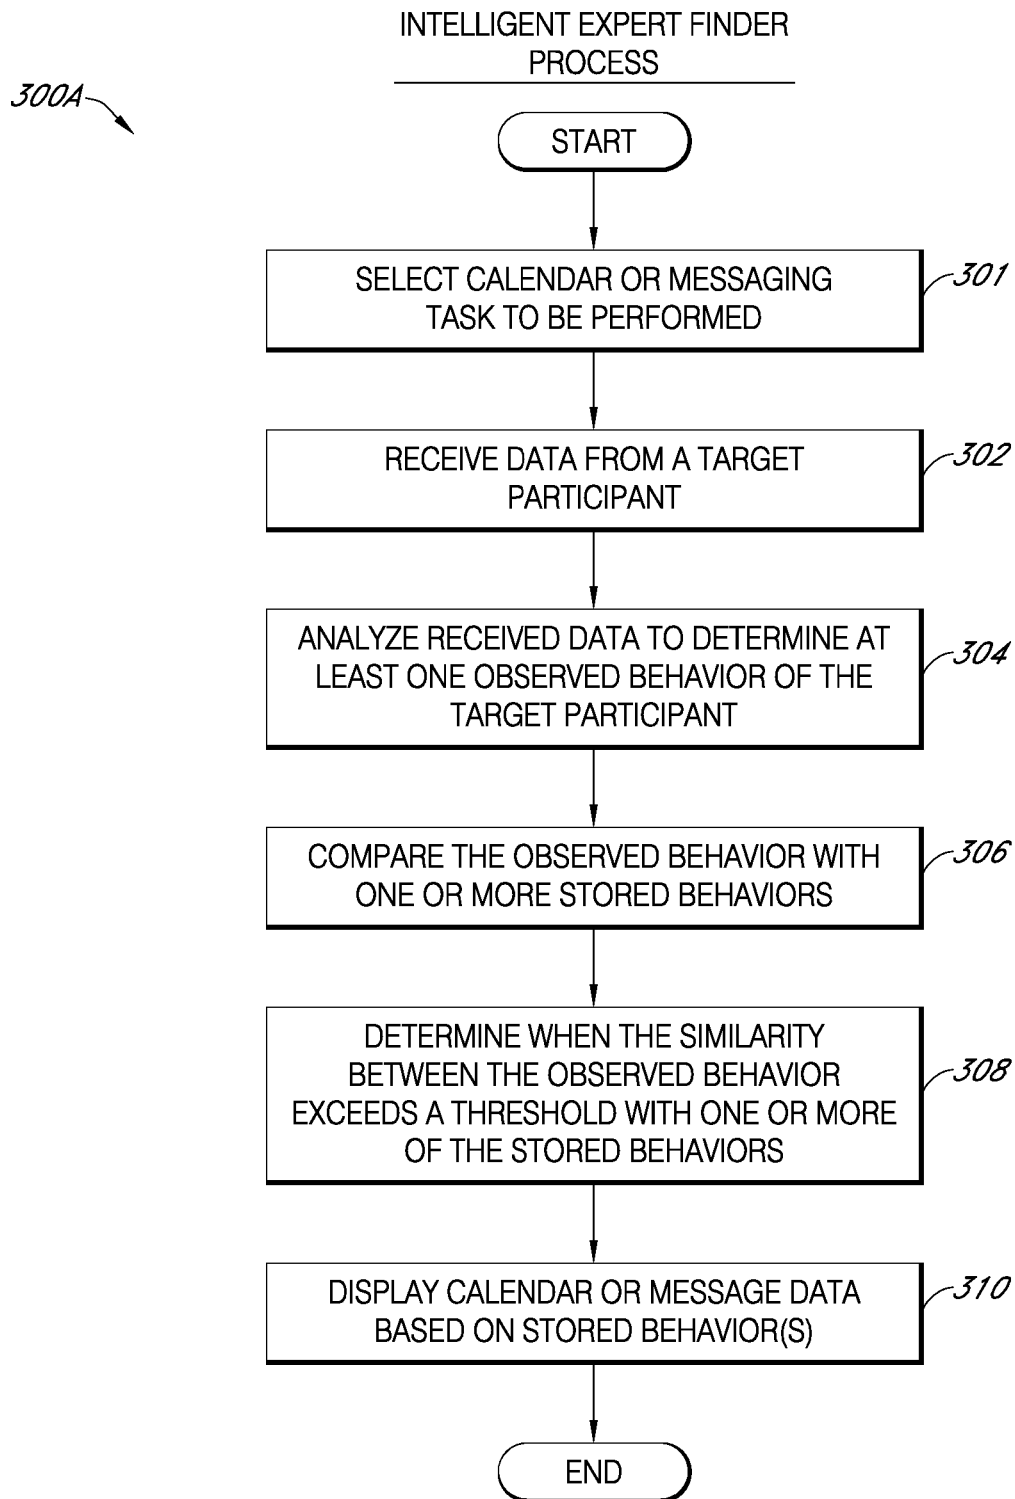 INTELLIGENT EXPERT FINDER
PROCESS
300A
START
SELECT CALENDAR OR MESSAGING
TASK TO BE PERFORMED
301
RECEIVE DATA FROM A TARGET
PARTICIPANT
302
ANALYZE RECEIVED DATA TO DETERMINE AT
LEAST ONE OBSERVED BEHAVIOR OF THE
TARGET PARTICIPANT
304
COMPARE THE OBSERVED BEHAVIOR WITH
ONE OR MORE STORED BEHAVIORS
306
DETERMINE WHEN THE SIMILARITY
BETWEEN THE OBSERVED BEHAVIOR
EXCEEDS A THRESHOLD WITH ONE OR MORE
OF THE STORED BEHAVIORS
308
DISPLAY CALENDAR OR MESSAGE DATA
BASED ON STORED BEHAVIOR(S)
310
END